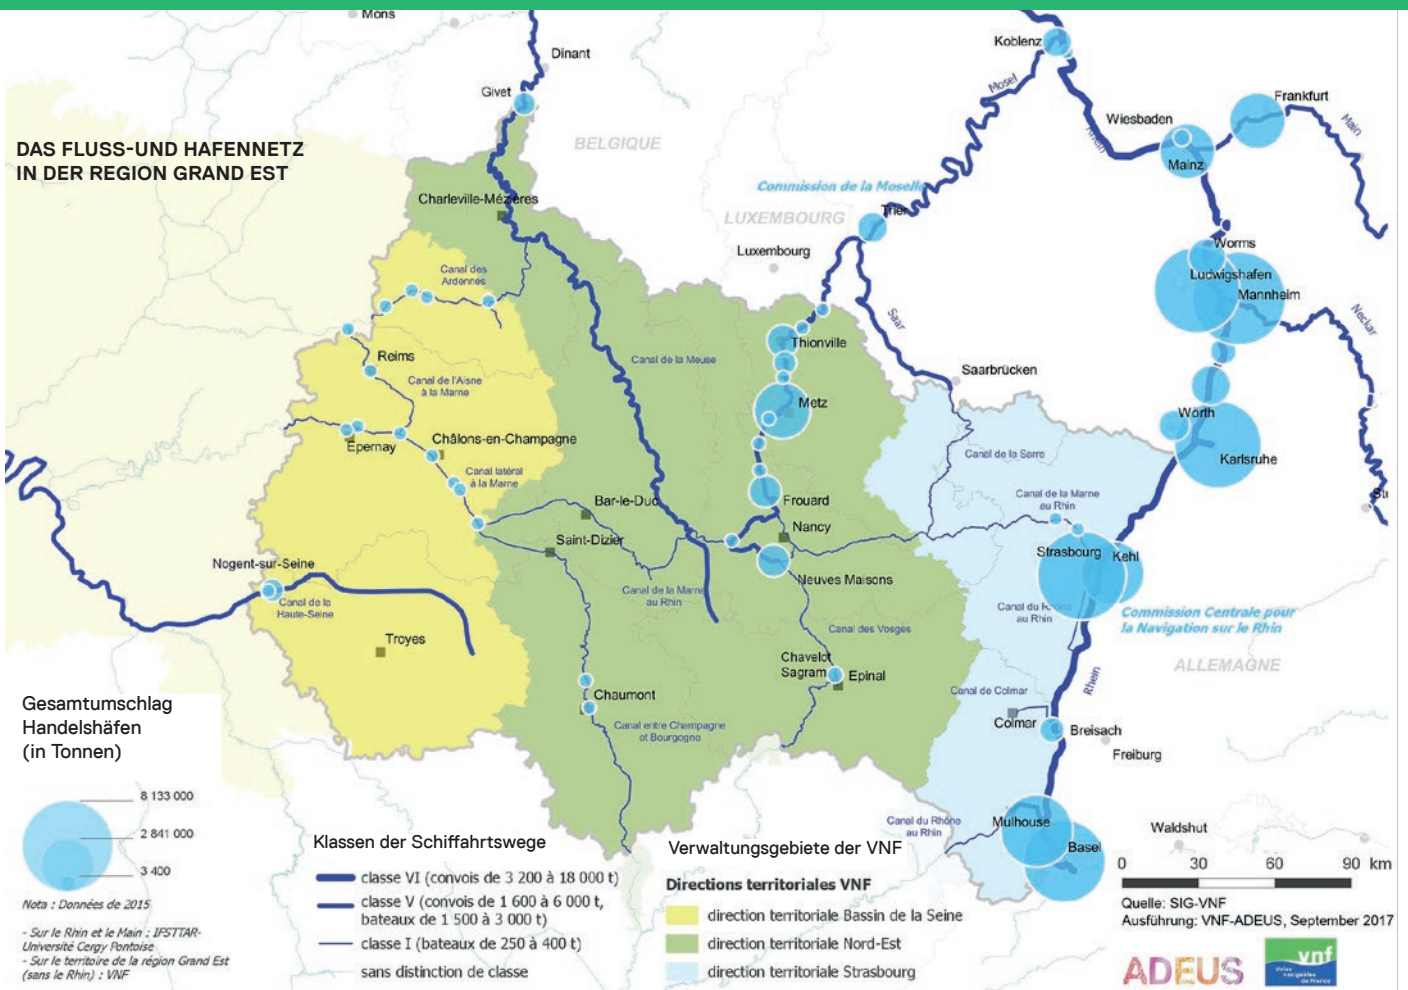 Mons
Dinant
Givet
Koblenz
Mosel
Rhein
Wiesbaden
Frankfurt
Main
Mainz
DAS FLUSS-UND HAFENNETZ
IN DER REGION GRAND EST
BELGIQUE
Charleville-Mézières
Commission de la Moselle
LUXEMBOURG
Trier
Luxembourg
Worms
Ludwigshafen
Mannheim
Neckar
Canal des
Ardennes
Saar
Thionville
Reims
Canal de la Meuse
Saarbrücken
Canal de l'Aisne
à la Marne
Metz
Wörth
Karlsruhe
Epernay
Châlons-en-Champagne
Canal latéral
à la Marne
Canal de la Sarre
Canal de la Marne
au Rhin
Bar-le-Duc
Frouard
Nancy
Saint-Dizier
Strasbourg
Kehl
Nogent-sur-Seine
Canal de la
Haute-Seine
Canal de la Marne
au Rhin
Neuves Maisons
Canal du Rhône
au Rhin
Commission Centrale pour
la Navigation sur le Rhin
Canal des Vosges
Troyes
Chavelot
Sagram
Epinal
ALLEMAGNE
Rhein
Chaumont
Canal de Colmar
Colmar
Breisach
Freiburg
Canal entre Champagne
et Bourgogne
Gesamtumschlag
Handelshäfen
(in Tonnen)
8 133 000
2 841 000
3 400
Nota : Données de 2015
- Sur le Rhin et le Main : IFSTTAR-
Université Cergy Pontoise
- Sur le territoire de la région Grand Est
(sans le Rhin) : VNF
Mulhouse
Basel
Canal du Rhône
au Rhin
Waldshut
Klassen der Schiffahrtswege
classe VI (convois de 3 200 à 18 000 t)
classe V (convois de 1 600 à 6 000 t,
bateaux de 1 500 à 3 000 t)
classe I (bateaux de 250 à 400 t)
sans distinction de classe
Verwaltungsgebiete der VNF
Directions territoriales VNF
direction territoriale Bassin de la Seine
direction territoriale Nord-Est
direction territoriale Strasbourg
0 30 60 90 km
Quelle: SIG-VNF
Ausführung: VNF-ADEUS, September 2017
ADEUS
vnf
Voies
navigables
de France